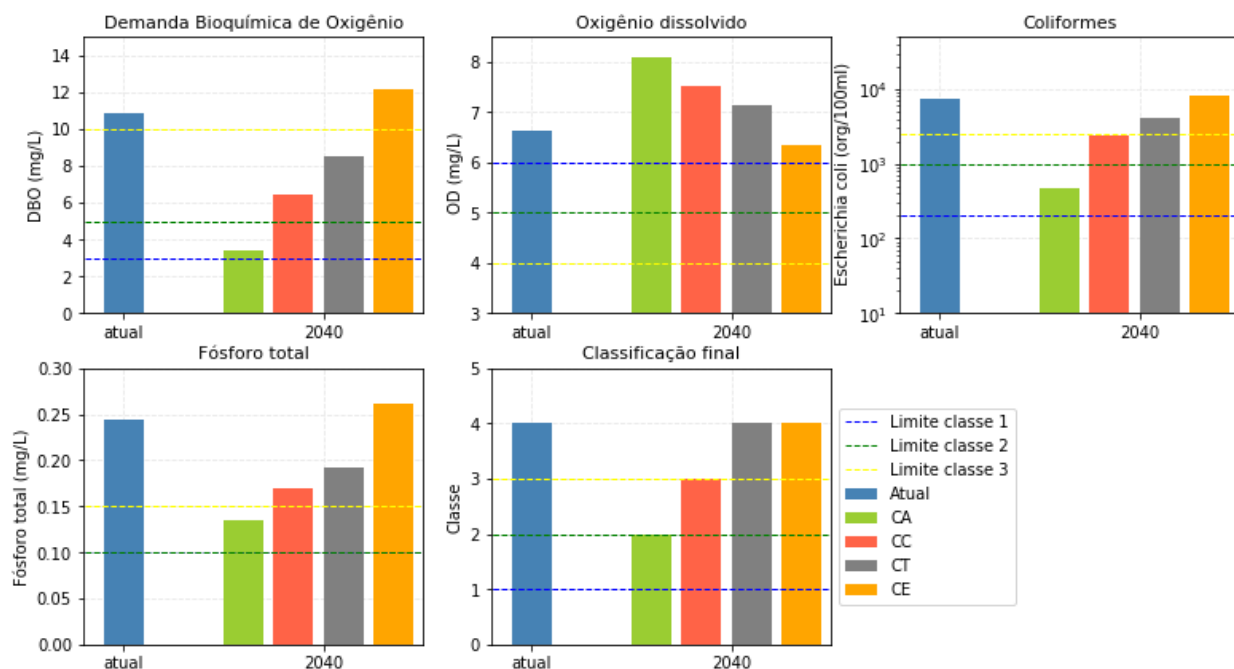 Demanda Bioquímica de Oxigênio
DBO (mg/L)
14
12
10
8
6
4
2
0
atual
2040
Oxigênio dissolvido
OD (mg/L)
8
7
6
5
4
3
atual
2040
Coliformes
Escherichia coli (org/100ml)
10⁴
10³
10²
10¹
atual
2040
Fósforo total
Fósforo total (mg/L)
0.30
0.25
0.20
0.15
0.10
0.05
0.00
atual
2040
Classificação final
Classe
5
4
3
2
1
0
atual
2040
Limite classe 1
Limite classe 2
Limite classe 3
Atual
CA
CC
CT
CE